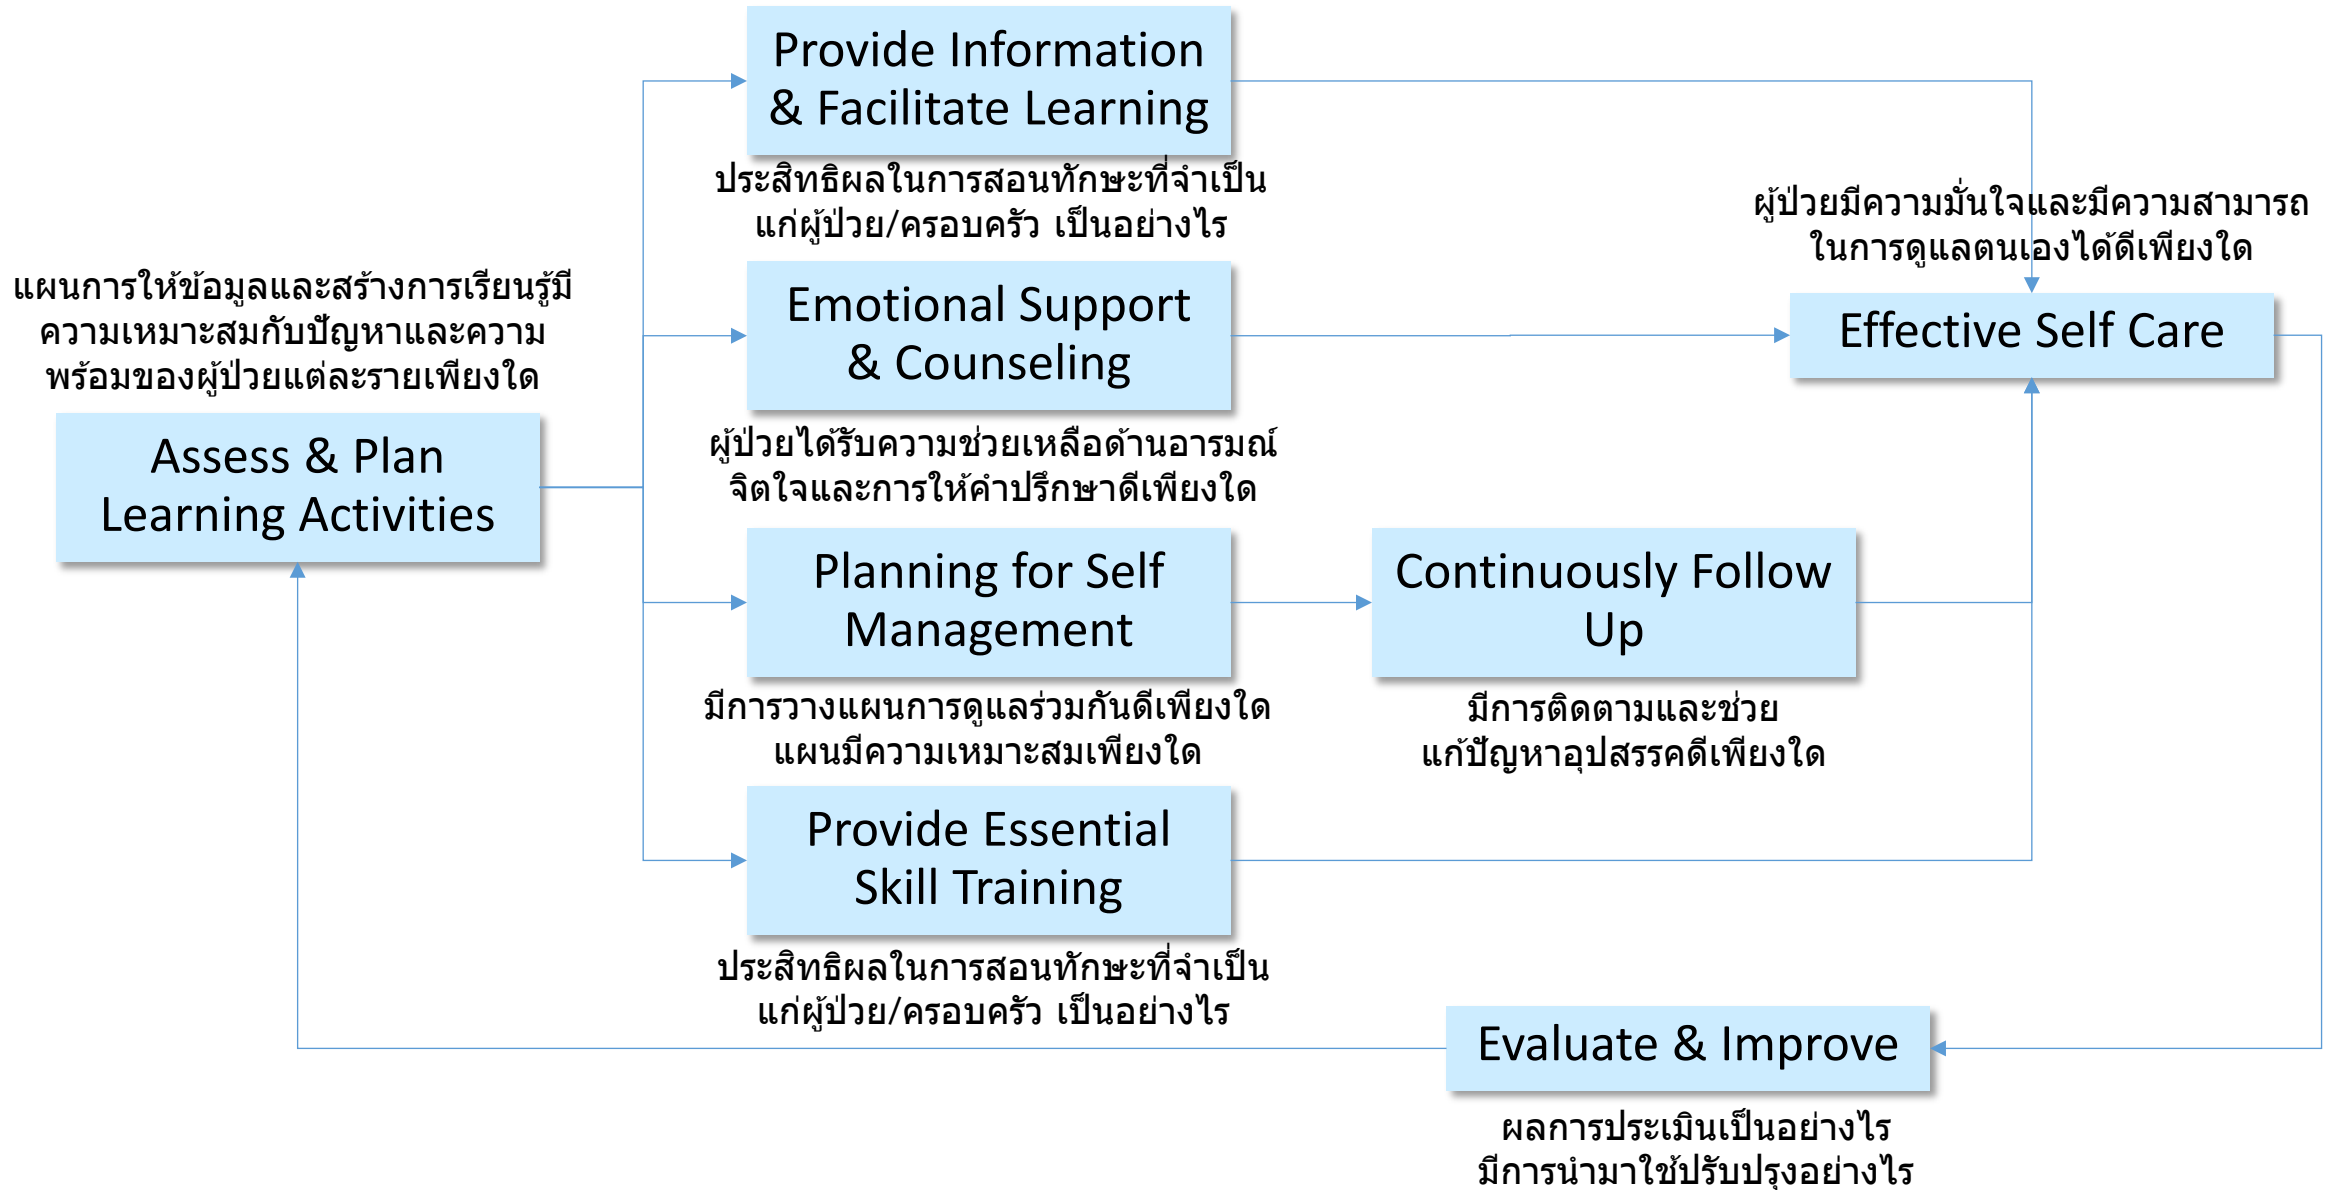 Provide Information
& Facilitate Learning
ประสิทธิผลในการสอนทักษะที่จำเป็น
แก่ผู้ป่วย/ครอบครัว เป็นอย่างไร
ผู้ป่วยมีความมั่นใจและมีความสามารถ
ในการดูแลตนเองได้ดีเพียงใด
แผนการให้ข้อมูลและสร้างการเรียนรู้มี
ความเหมาะสมกับปัญหาและความ
พร้อมของผู้ป่วยแต่ละรายเพียงใด
Emotional Support
& Counseling
Effective Self Care
Assess & Plan
Learning Activities
ผู้ป่วยได้รับความช่วยเหลือด้านอารมณ์
จิตใจและการให้คำปรึกษาดีเพียงใด
Planning for Self
Management
Continuously Follow
Up
มีการวางแผนการดูแลร่วมกันดีเพียงใด
แผนมีความเหมาะสมเพียงใด
มีการติดตามและช่วย
แก้ปัญหาอุปสรรคดีเพียงใด
Provide Essential
Skill Training
ประสิทธิผลในการสอนทักษะที่จำเป็น
แก่ผู้ป่วย/ครอบครัว เป็นอย่างไร
Evaluate & Improve
ผลการประเมินเป็นอย่างไร
มีการนำมาใช้ปรับปรุงอย่างไร